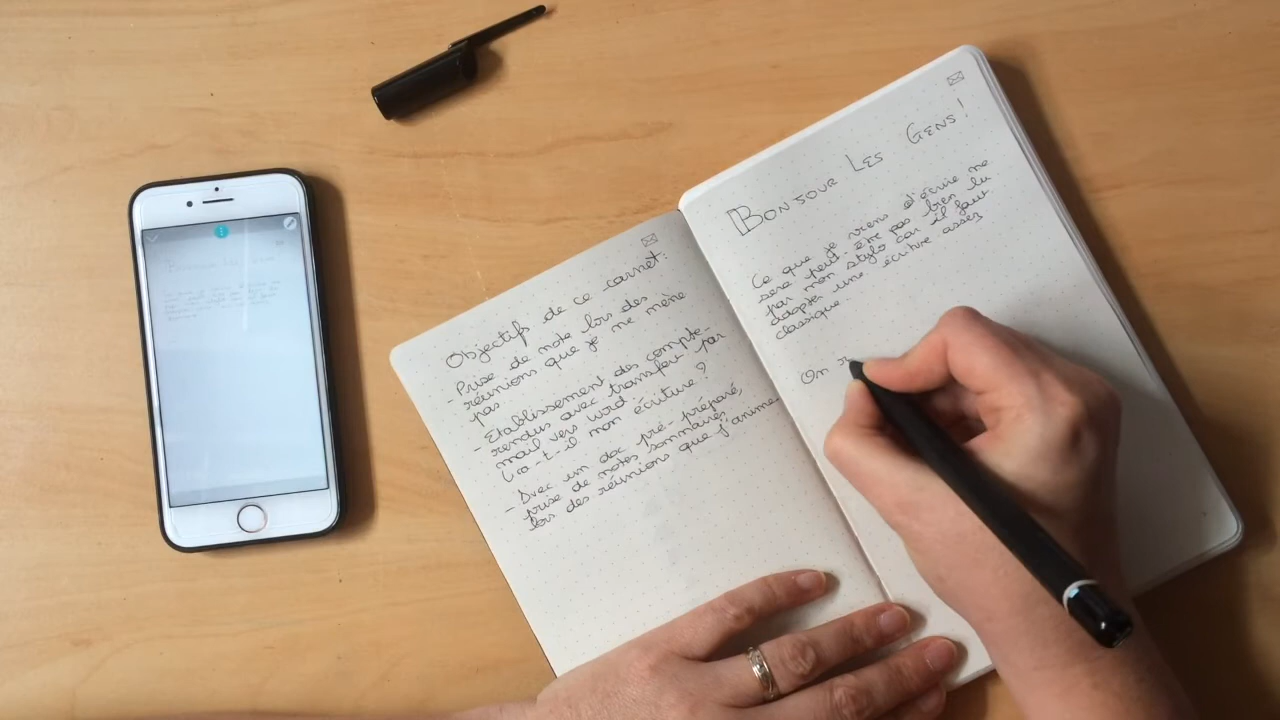 Objectifs de ce carnet:
- Prise de note lors des
réunions que je ne mène
pas
- Etablissement des compte-
rendus avec transfert par
mail vers word.
Lira-t-il mon écriture?
- Avec un doc pré-préparé,
prise de notes sommaires,
lors des réunions que j'anime
BONJOUR LES GENS!
Ce que je viens d'écrire ne
sera peut-être pas bien lu
par mon stylo car il faut
adopter une écriture assez
classique.
On